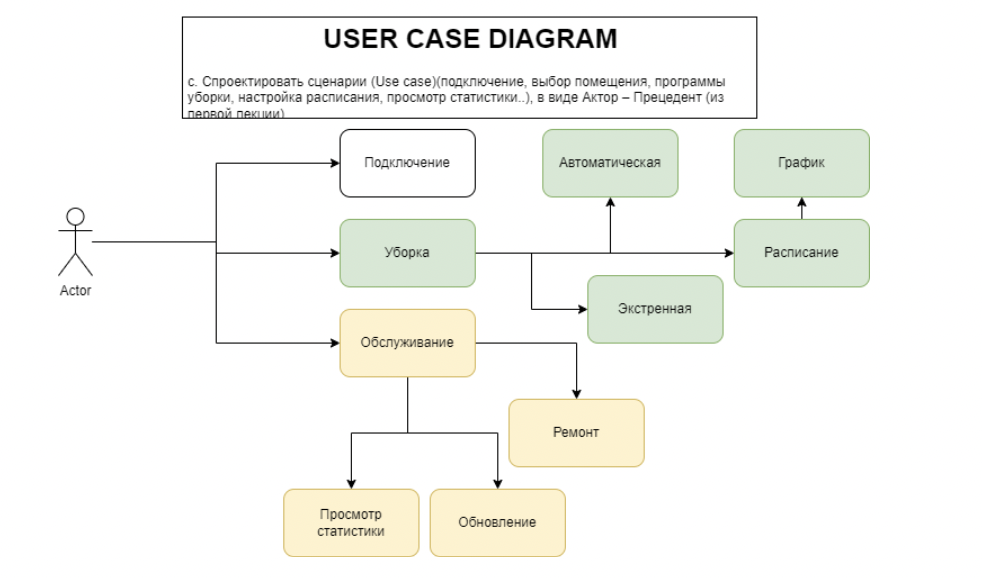 USER CASE DIAGRAM
с. Спроектировать сценарии (Use case)(подключение, выбор помещения, программы
уборки, настройка расписания, просмотр статистики..), в виде Актор – Прецедент (из
первой лекции)
Подключение
Автоматическая
График
Actor
Уборка
Расписание
Экстренная
Обслуживание
Ремонт
Просмотр
статистики
Обновление